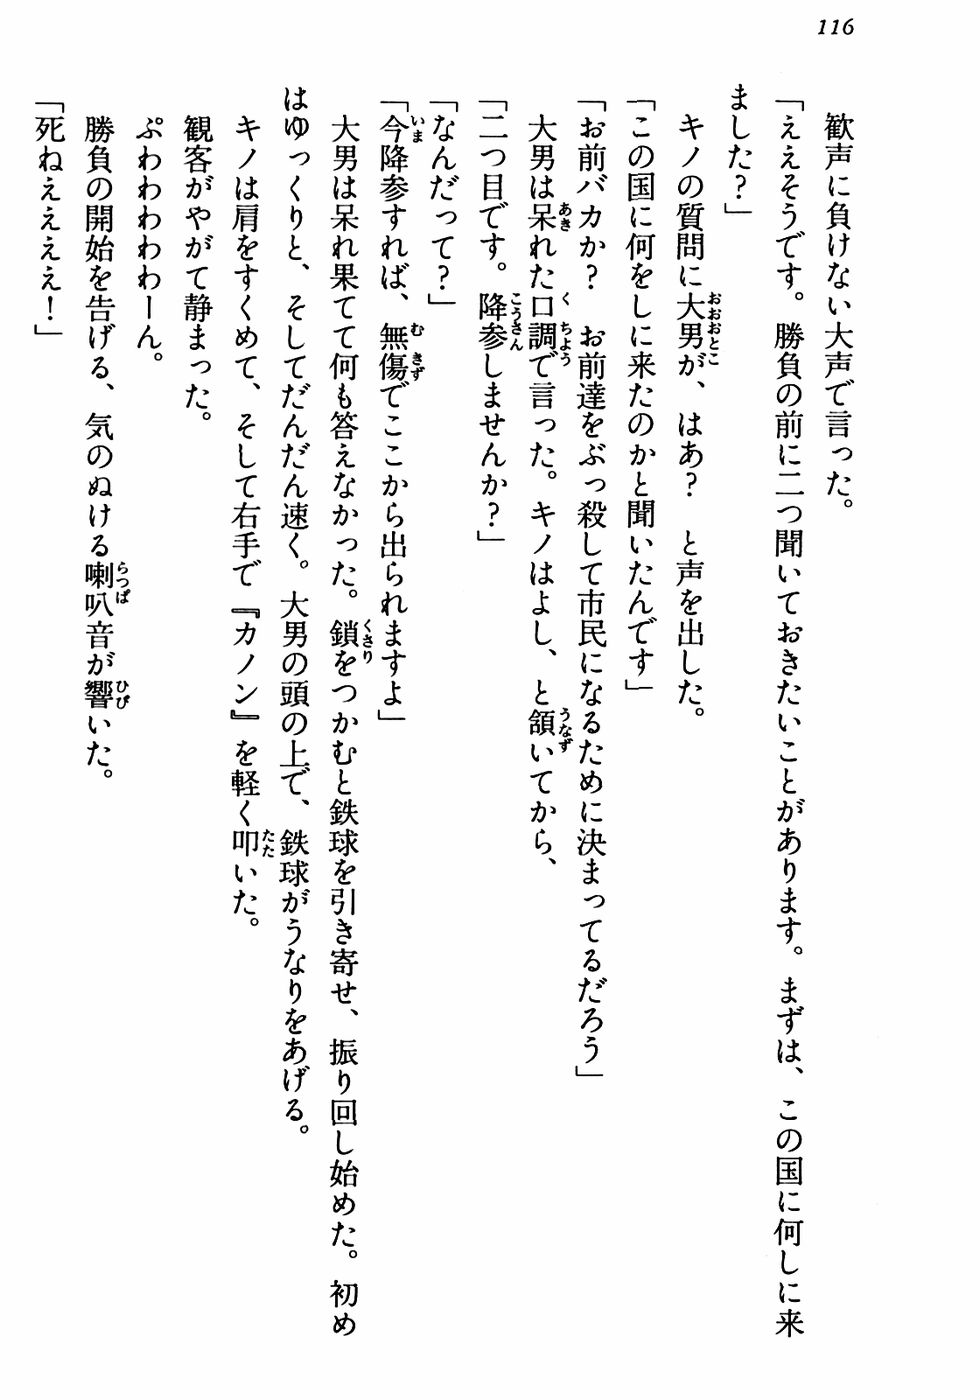 116
歓声に負けない大声で言った。
「ええそうです。勝負の前に二つ聞いておきたいことがあります。まずは、この国に何しに来
ました？」
キノの質問に大男が、はあ？　と声を出した。
「この国に何をしに来たのかと聞いたんです」
「お前バカか？　お前達をぶっ殺して市民になるために決まってるだろう」
大男は呆れた口調で言った。キノはよし、と頷いてから、
「二つ目です。降参しませんか？」
「なんだって？」
「今降参すれば、無傷でここから出られますよ」
大男は呆れ果てて何も答えなかった。鎖をつかむと鉄球を引き寄せ、振り回し始めた。初め
はゆっくりと、そしてだんだん速く。大男の頭の上で、鉄球がうなりをあげる。
キノは肩をすくめて、そして右手で『カノン』を軽く叩いた。
観客がやがて静まった。
ぷわわわわーん。
勝負の開始を告げる、気のぬける喇叭音が響いた。
「死ねえええぇ！」